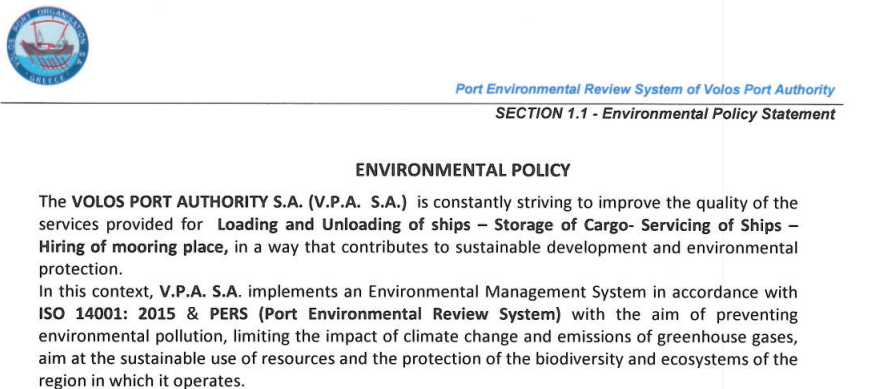 VOLOS PORT ORGANISATION S.A.
GREECE
Port Environmental Review System of Volos Port Authority
SECTION 1.1 - Environmental Policy Statement
ENVIRONMENTAL POLICY
The VOLOS PORT AUTHORITY S.A. (V.P.A. S.A.) is constantly striving to improve the quality of the
services provided for Loading and Unloading of ships – Storage of Cargo- Servicing of Ships –
Hiring of mooring place, in a way that contributes to sustainable development and environmental
protection.
In this context, V.P.A. S.A. implements an Environmental Management System in accordance with
ISO 14001: 2015 & PERS (Port Environmental Review System) with the aim of preventing
environmental pollution, limiting the impact of climate change and emissions of greenhouse gases,
aim at the sustainable use of resources and the protection of the biodiversity and ecosystems of the
region in which it operates.